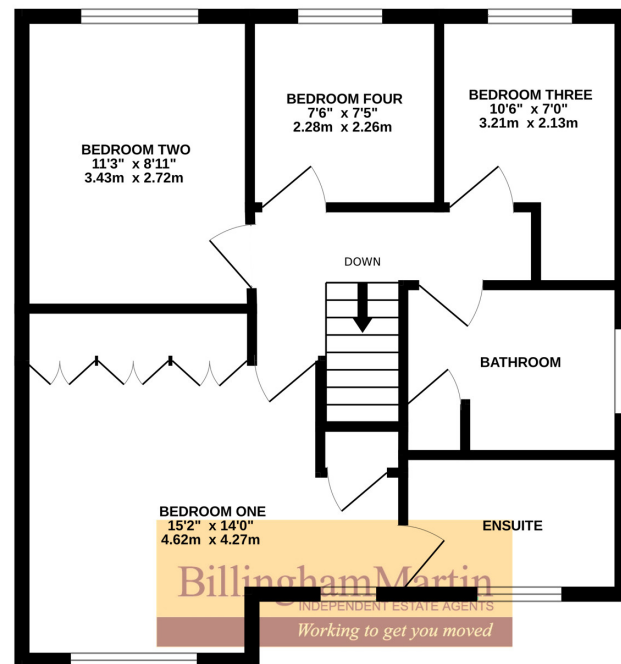 BEDROOM FOUR
7'6" x 7'5"
2.28m x 2.26m
BEDROOM THREE
10'6" x 7'0"
3.21m x 2.13m
BEDROOM TWO
11'3" x 8'11"
3.43m x 2.72m
DOWN
BATHROOM
BEDROOM ONE
15'2" x 14'0"
4.62m x 4.27m
ENSUITE
BillinghamMartin
INDEPENDENT ESTATE AGENTS
Working to get you moved